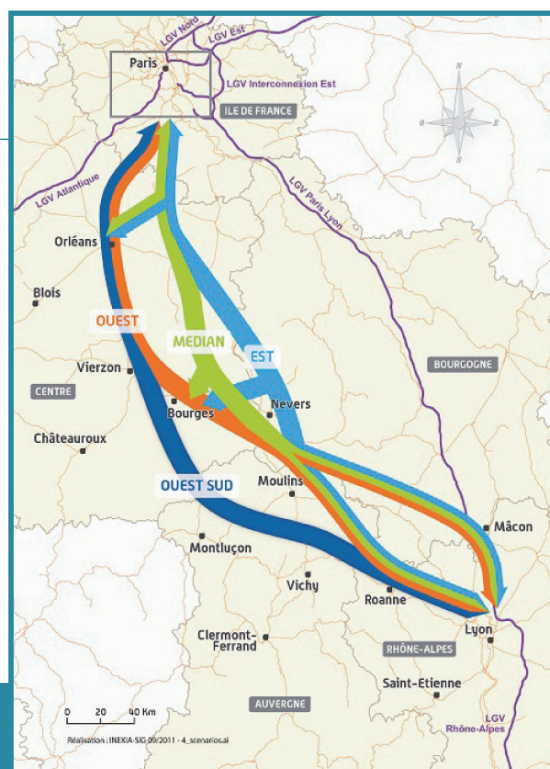 LGV Nord
LGV Est
Paris
LGV Interconnexion Est
ILE DE FRANCE
N
O
E
S
LGV Atlantique
LGV Paris Lyon
Orléans
Blois
OUEST
MEDIAN
EST
BOURGOGNE
Vierzon
CENTRE
Bourges
Nevers
Châteauroux
OUEST SUD
Moulins
Mâcon
Montluçon
Vichy
Roanne
Lyon
Clermont-
Ferrand
RHÔNE-ALPES
Saint-Etienne
AUVERGNE
0 20 40 Km
LGV
Rhône-Alpes
Réalisation : INEXIA-SIG 09/2011 - 4_scenarios.ai